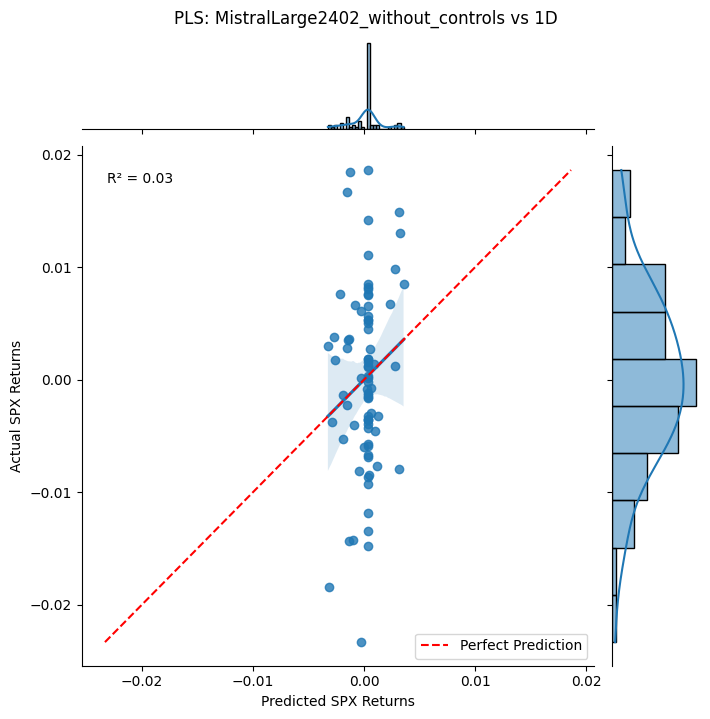 PLS: MistralLarge2402_without_controls vs 1D
R² = 0.03
0.02
0.01
0.00
−0.01
−0.02
Actual SPX Returns
Perfect Prediction
−0.02
−0.01
0.00
0.01
0.02
Predicted SPX Returns